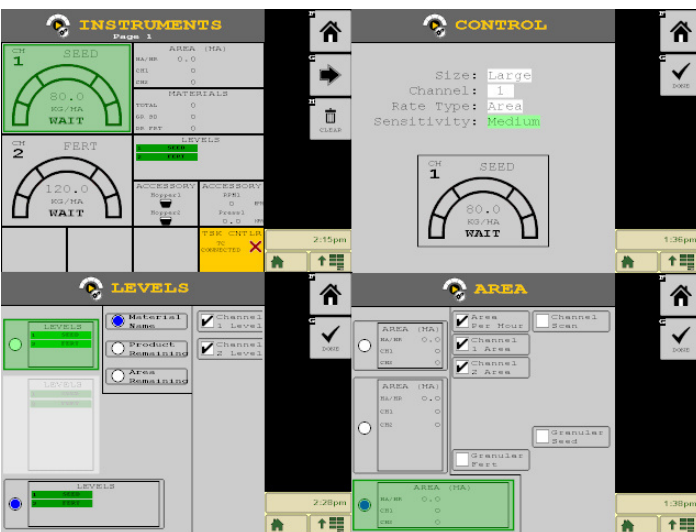 INSTRUMENTS
Page 1
CH
1
SEED
80.0
KG/HA
WAIT
AREA (HA)
HA/HR 0.0
CH1 0
CH2 0
MATERIALS
TOTAL 0
0
0
LEVELS
1 SEED
2 FERT
CH
2
FERT
120.0
KG/HA
WAIT
ACCESSORY
Hopper1
Hopper2
ACCESSORY
RPM1
0
Press1
0.0
TSK CNTLR
TC
CONNECTED
CLEAR
2:15pm
CONTROL
Size: Large
Channel: 1
Rate Type: Area
Sensitivity: Medium
CH
1
SEED
80.0
KG/HA
WAIT
DONE
1:36pm
LEVELS
LEVELS
1 SEED
2 FERT
LEVELS
LEVELS
1 SEED
2 FERT
Material Name
Product Remaining
Area Remaining
Channel 1 Level
Channel 2 Level
DONE
2:28pm
AREA
AREA (HA)
HA/HR 0.0
CH1 0
CH2 0
AREA (HA)
HA/HR 0.0
CH1 0
CH2 0
AREA (HA)
HA/HR 0.0
CH1 0
CH2 0
Area Per Hour
Channel 1 Area
Channel 2 Area
Channel Scan
Granular Seed
Granular Fert
DONE
1:38pm